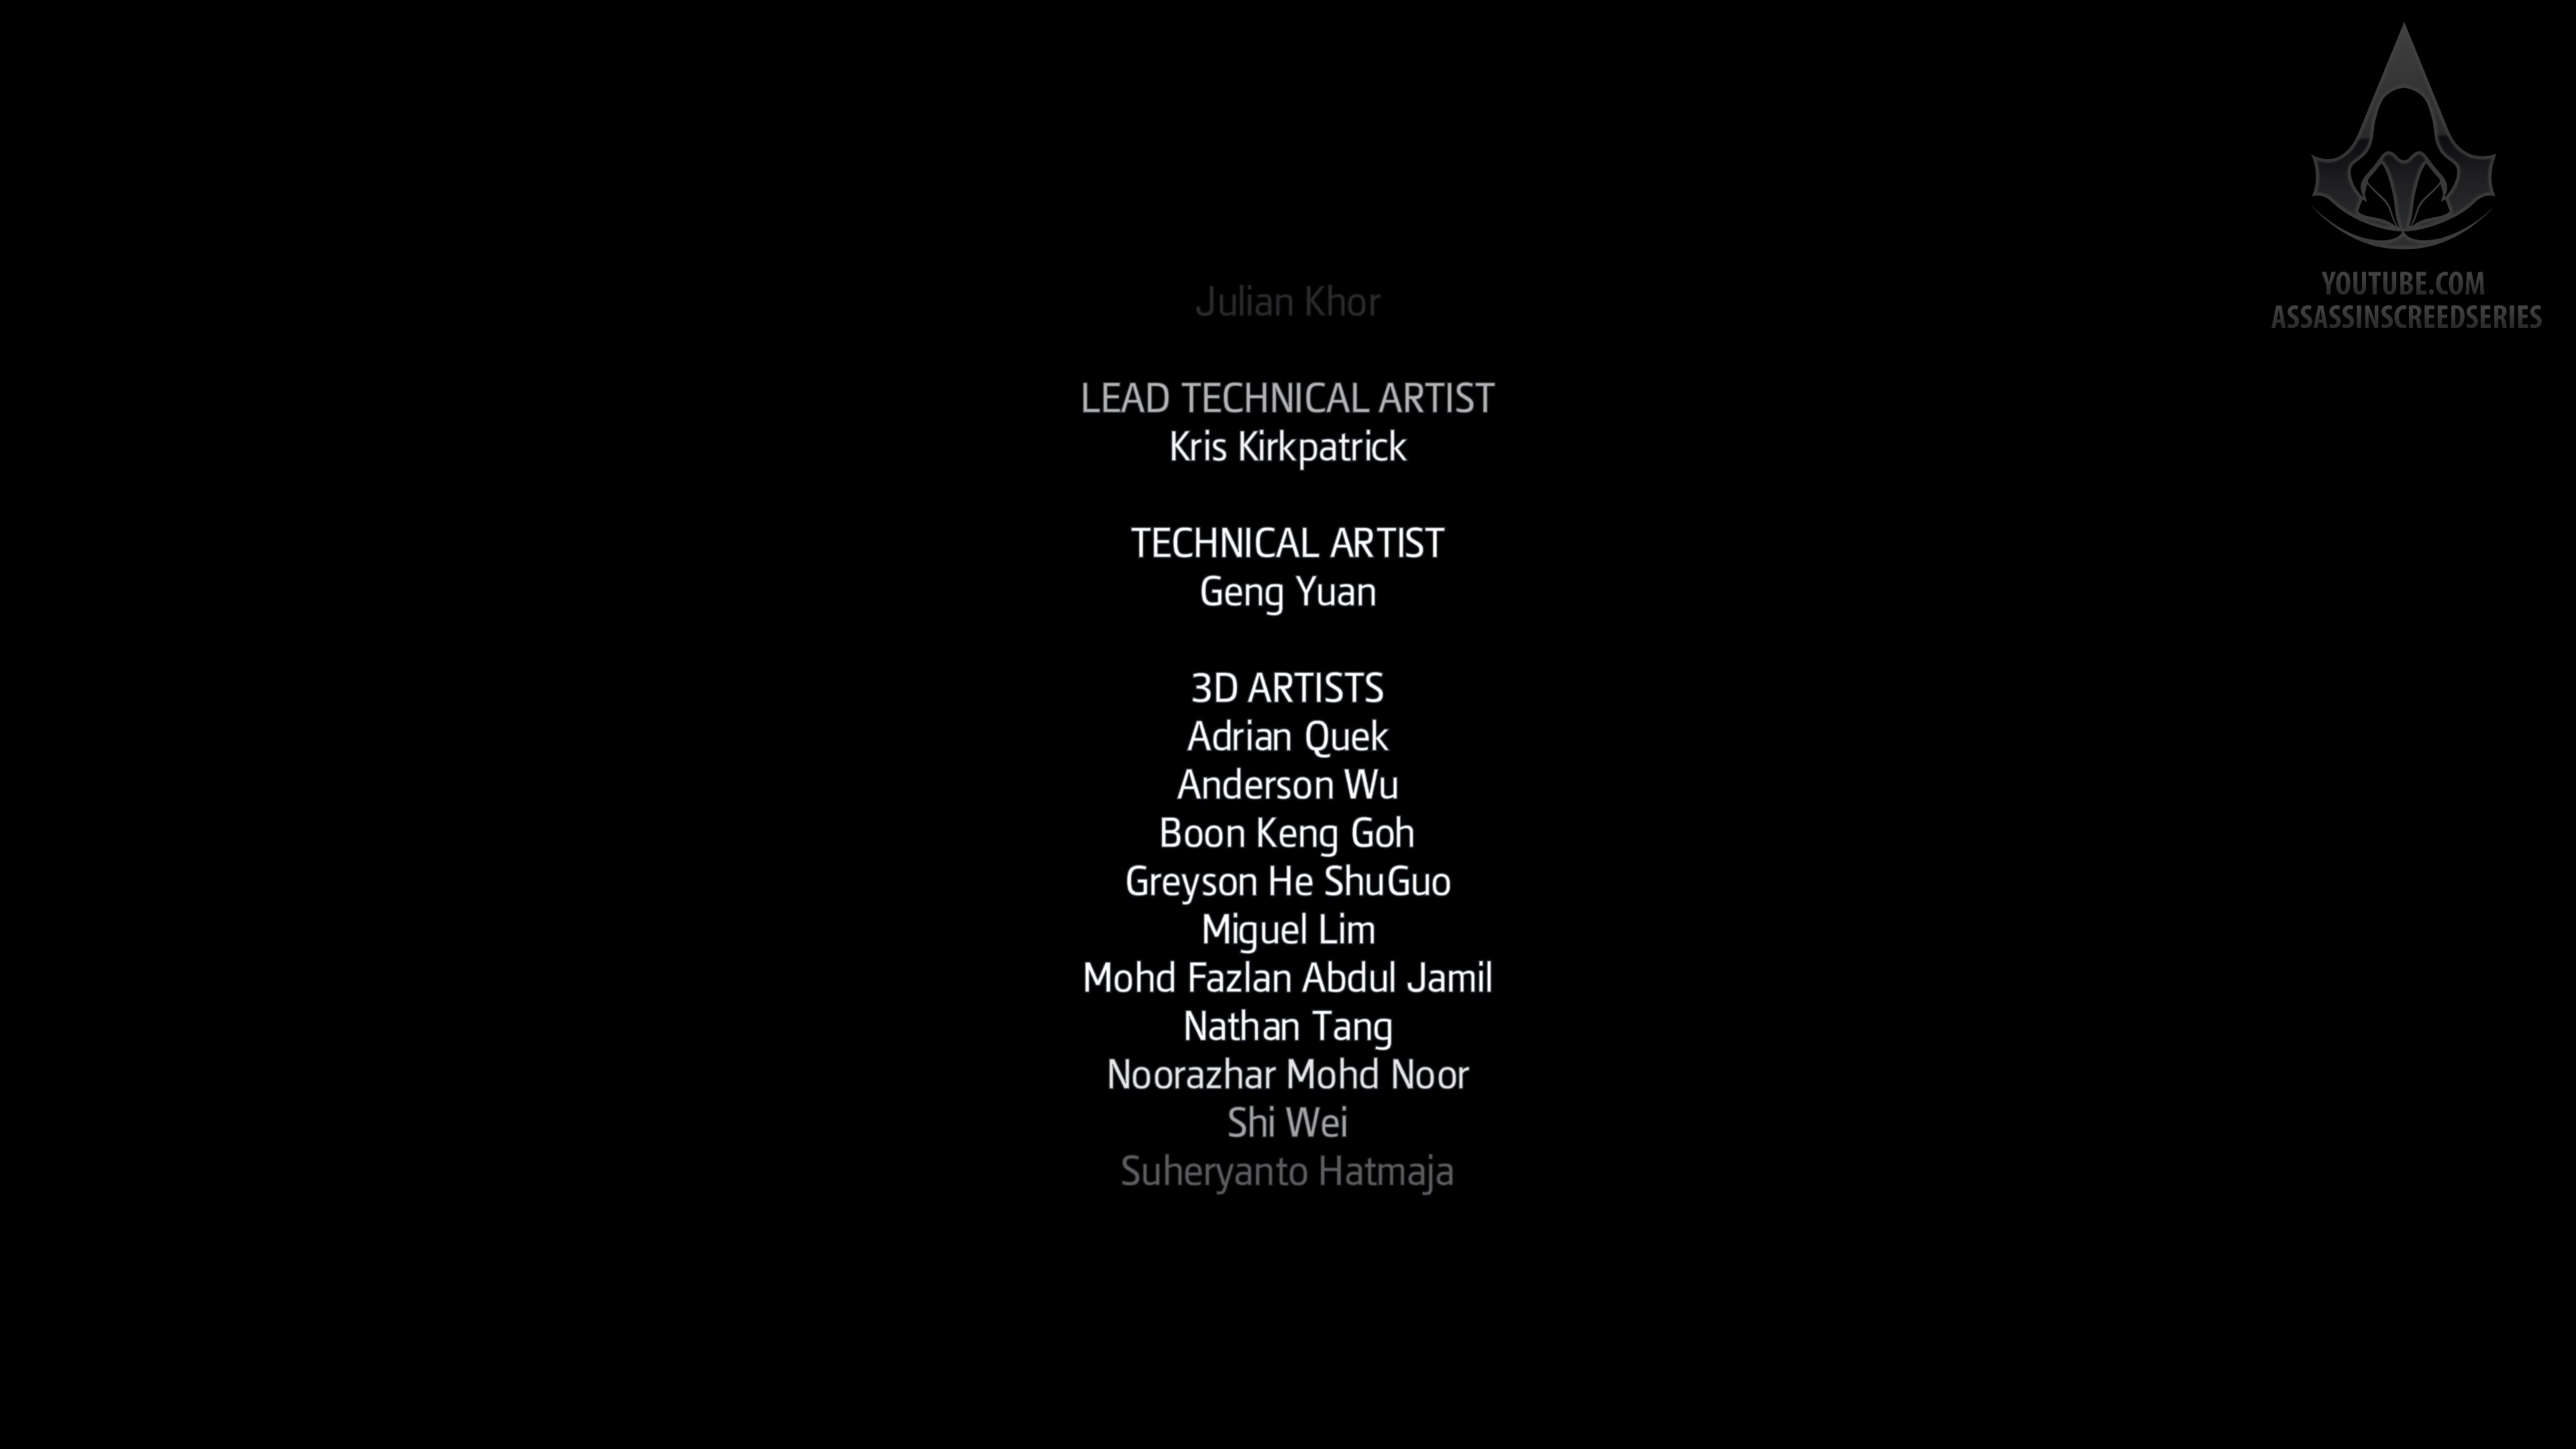 Julian Khor
LEAD TECHNICAL ARTIST
Kris Kirkpatrick
TECHNICAL ARTIST
Geng Yuan
3D ARTISTS
Adrian Quek
Anderson Wu
Boon Keng Goh
Greyson He ShuGuo
Miguel Lim
Mohd Fazlan Abdul Jamil
Nathan Tang
Noorazhar Mohd Noor
Shi Wei
Suheryanto Hatmaja
YOUTUBE.COM
ASSASSINSCREEDSERIES